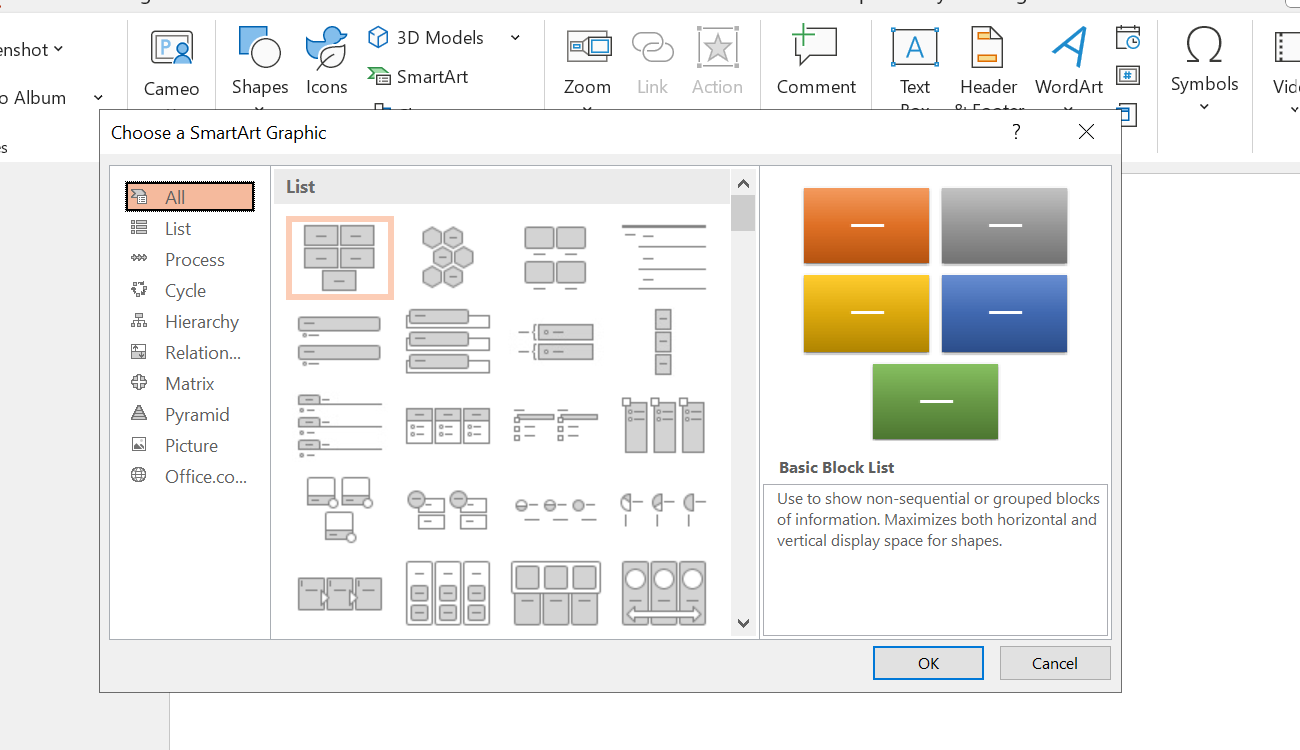 enshot
o Album
es
Cameo
Shapes
Icons
3D Models
SmartArt
Zoom
Link
Action
Comment
Text
Box
Header
& Footer
WordArt
Symbols
Choose a SmartArt Graphic
?
All
List
Process
Cycle
Hierarchy
Relation...
Matrix
Pyramid
Picture
Office.co...
List
Basic Block List
Use to show non-sequential or grouped blocks
of information. Maximizes both horizontal and
vertical display space for shapes.
OK
Cancel